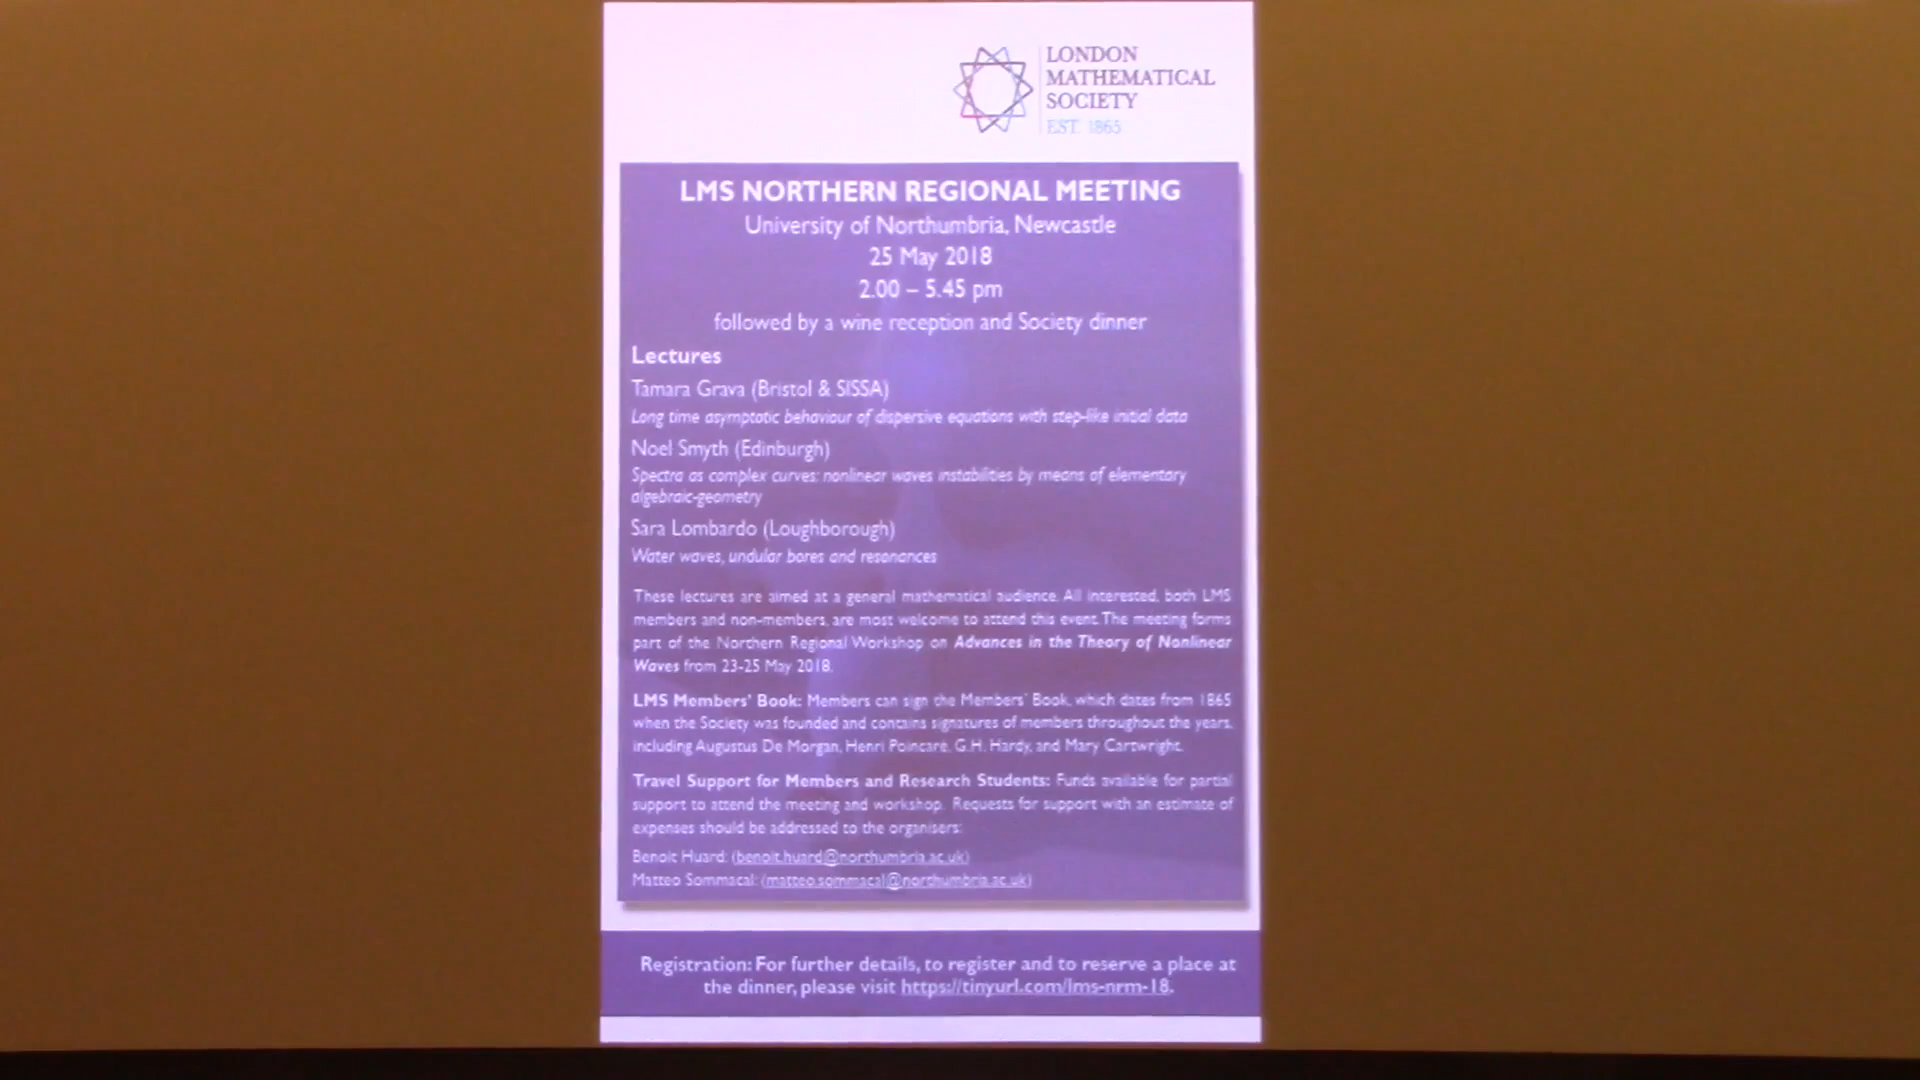 LONDON
MATHEMATICAL
SOCIETY
EST. 1865
LMS NORTHERN REGIONAL MEETING
University of Northumbria, Newcastle
25 May 2018
2.00 – 5.45 pm
followed by a wine reception and Society dinner
Lectures
Tamara Grava (Bristol & SISSA)
Long time asymptotic behaviour of dispersive equations with step-like initial data
Noel Smyth (Edinburgh)
Spectra as complex curves: nonlinear waves instabilities by means of elementary
algebraic-geometry
Sara Lombardo (Loughborough)
Water waves, undular bores and resonances
These lectures are aimed at a general mathematical audience. All interested, both LMS
members and non-members, are most welcome to attend this event. The meeting forms
part of the Northern Regional Workshop on Advances in the Theory of Nonlinear
Waves from 23-25 May 2018.
LMS Members' Book: Members can sign the Members' Book, which dates from 1865
when the Society was founded and contains signatures of members throughout the years,
including Augustus De Morgan, Henri Poincaré, G.H. Hardy, and Mary Cartwright.
Travel Support for Members and Research Students: Funds available for partial
support to attend the meeting and workshop. Requests for support with an estimate of
expenses should be addressed to the organisers:
Benoit Huard: (benoit.huard@northumbria.ac.uk)
Matteo Sommacal: (matteo.sommacal@northumbria.ac.uk)
Registration: For further details, to register and to reserve a place at
the dinner, please visit https://tinyurl.com/lms-nrm-18.